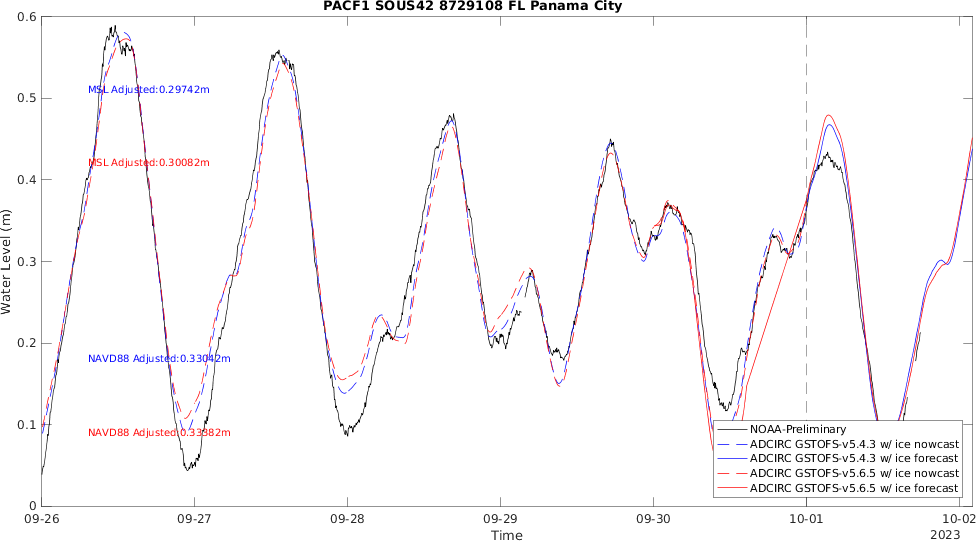 PACF1 SOUS42 8729108 FL Panama City
0.6
0.5
0.4
0.3
0.2
0.1
0
Water Level (m)
MSL Adjusted:0.29742m
MSL Adjusted:0.30082m
NAVD88 Adjusted:0.33042m
NAVD88 Adjusted:0.33382m
NOAA-Preliminary
ADCIRC GSTOFS-v5.4.3 w/ ice nowcast
ADCIRC GSTOFS-v5.4.3 w/ ice forecast
ADCIRC GSTOFS-v5.6.5 w/ ice nowcast
ADCIRC GSTOFS-v5.6.5 w/ ice forecast
09-26 09-27 09-28 09-29 09-30 10-01 10-02
Time
2023